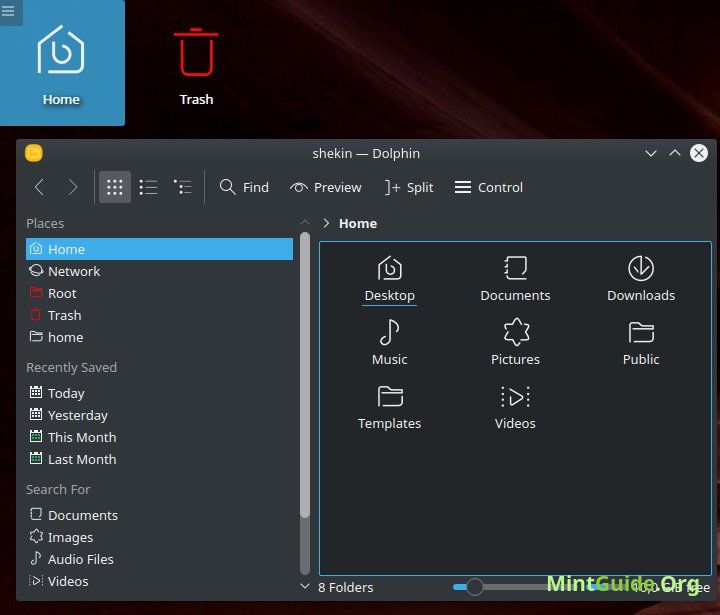 Home
Trash
shekin — Dolphin
Find Preview Split Control
Places
Home
Network
Root
Trash
home
Recently Saved
Today
Yesterday
This Month
Last Month
Search For
Documents
Images
Audio Files
Videos
Home
Desktop Documents Downloads
Music Pictures Public
Templates Videos
8 Folders
free
MintGuide.Org